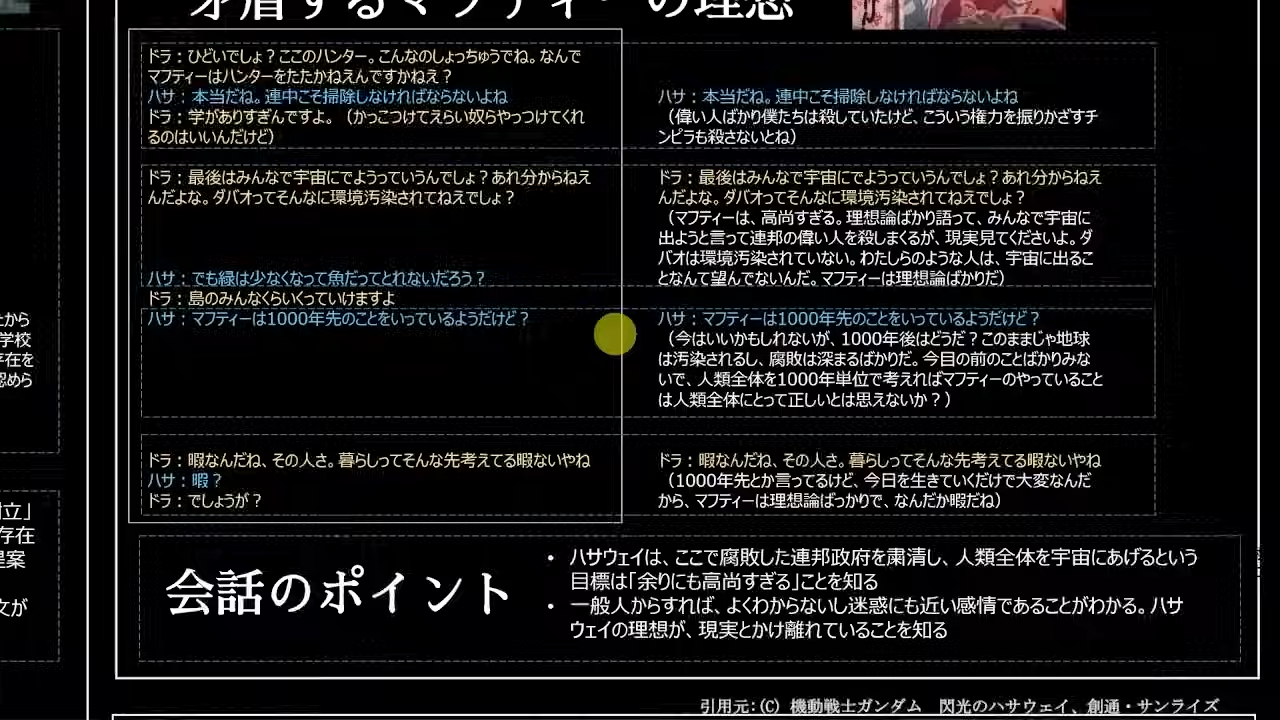 矛盾するマフティーの理想
ドラ：ひどいでしょ？ここのハンター。こんなのしょっちゅうでね。なんで
マフティーはハンターをたたかねえんですかねえ？
ハサ：本当だね。連中こそ掃除しなければならないよね
ドラ：学がありすぎんですよ。（かっこつけてえらい奴らやっつけてくれ
るのはいいんだけど）
ハサ：本当だね。連中こそ掃除しなければならないよね
（偉い人ばかり僕たちは殺していたけど、こういう権力を振りかざすチ
ンピラも殺さないとね）
ドラ：最後はみんなで宇宙にでようっていうんでしょ？あれ分からねえ
んだよな。ダバオってそんなに環境汚染されてねえでしょ？
ハサ：でも緑は少なくなって魚だってとれないだろう？
ドラ：島のみんなくらいくっていけますよ
ハサ：マフティーは1000年先のことをいっているようだけど？
ドラ：最後はみんなで宇宙にでようっていうんでしょ？あれ分からねえ
んだよな。ダバオってそんなに環境汚染されてねえでしょ？
（マフティーは、高尚すぎる。理想論ばかり語って、みんなで宇宙に
出ようと言って連邦の偉い人を殺しまくるが、現実見てくださいよ。ダ
バオは環境汚染されていない。わたしらのような人は、宇宙に出るこ
となんて望んでないんだ。マフティーは理想論ばかりだ）
ハサ：マフティーは1000年先のことをいっているようだけど？
（今はいいかもしれないが、1000年後はどうだ？このままじゃ地球
は汚染されるし、腐敗は深まるばかりだ。今目の前のことばかりみな
いで、人類全体を1000年単位で考えればマフティーのやっていること
は人類全体にとって正しいとは思えないか？）
ドラ：暇なんだね、その人さ。暮らしってそんな先考えてる暇ないやね
ハサ：暇？
ドラ：でしょうが？
ドラ：暇なんだね、その人さ。暮らしってそんな先考えてる暇ないやね
（1000年先とか言ってるけど、今日を生きていくだけで大変なんだ
から、マフティーは理想論ばっかりで、なんだか暇だね）
会話のポイント
• ハサウェイは、ここで腐敗した連邦政府を粛清し、人類全体を宇宙にあげるという
目標は「余りにも高尚すぎる」ことを知る
• 一般人からすれば、よくわからないし迷惑にも近い感情であることがわかる。ハサ
ウェイの理想が、現実とかけ離れていることを知る
引用元:(C) 機動戦士ガンダム　閃光のハサウェイ、創通・サンライズ
から
学校
存在を
認めら
立」
存在
案
文が